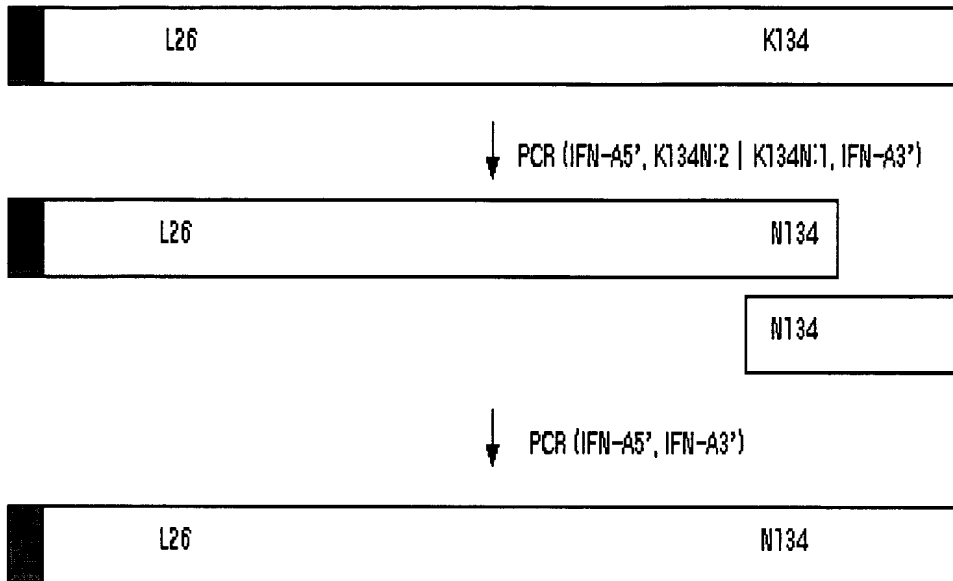 L26 K134
PCR (IFN-A5', K134N:2 | K134N:1, IFN-A3')
L26 N134
N134
PCR (IFN-A5', IFN-A3')
L26 N134